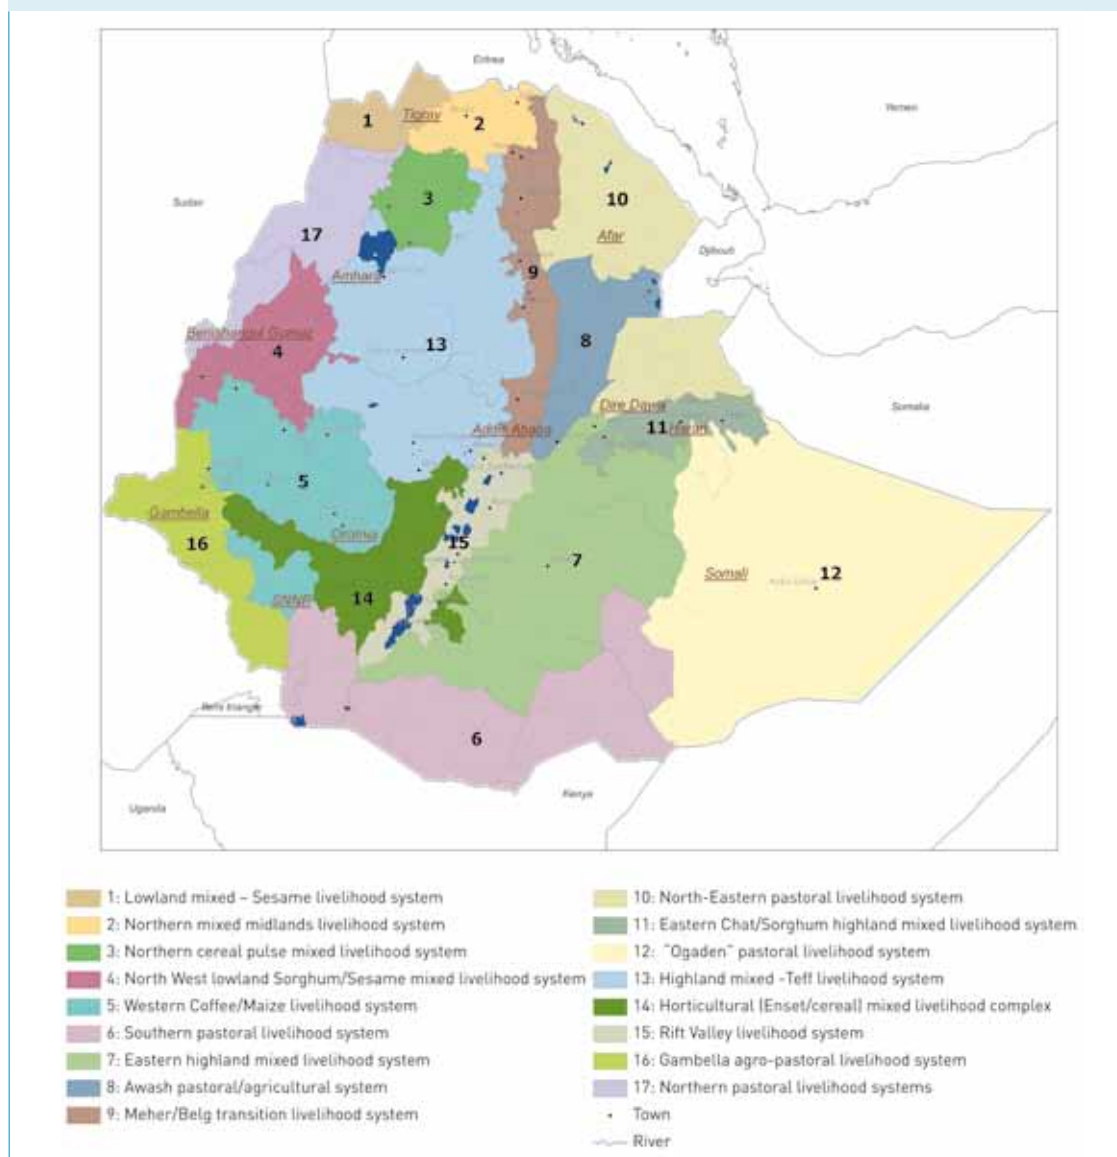 Eritrea
Yemen
Tigray
1
2
3
10
Sudan
17
Afar
Djibouti
9
Amhara
13
8
Benishangul Gumuz
4
Somalia
Dire Dawa
Addis Ababa
11
Harari
5
Gambella
Oromia
15
16
7
Somali
12
SNNP
14
6
Uganda
Kenya
1: Lowland mixed – Sesame livelihood system
2: Northern mixed midlands livelihood system
3: Northern cereal pulse mixed livelihood system
4: North West lowland Sorghum/Sesame mixed livelihood system
5: Western Coffee/Maize livelihood system
6: Southern pastoral livelihood system
7: Eastern highland mixed livelihood system
8: Awash pastoral/agricultural system
9: Meher/Belg transition livelihood system
10: North-Eastern pastoral livelihood system
11: Eastern Chat/Sorghum highland mixed livelihood system
12: "Ogaden" pastoral livelihood system
13: Highland mixed -Teff livelihood system
14: Horticultural [Enset/cereal] mixed livelihood complex
15: Rift Valley livelihood system
16: Gambella agro-pastoral livelihood system
17: Northern pastoral livelihood systems
Town
River